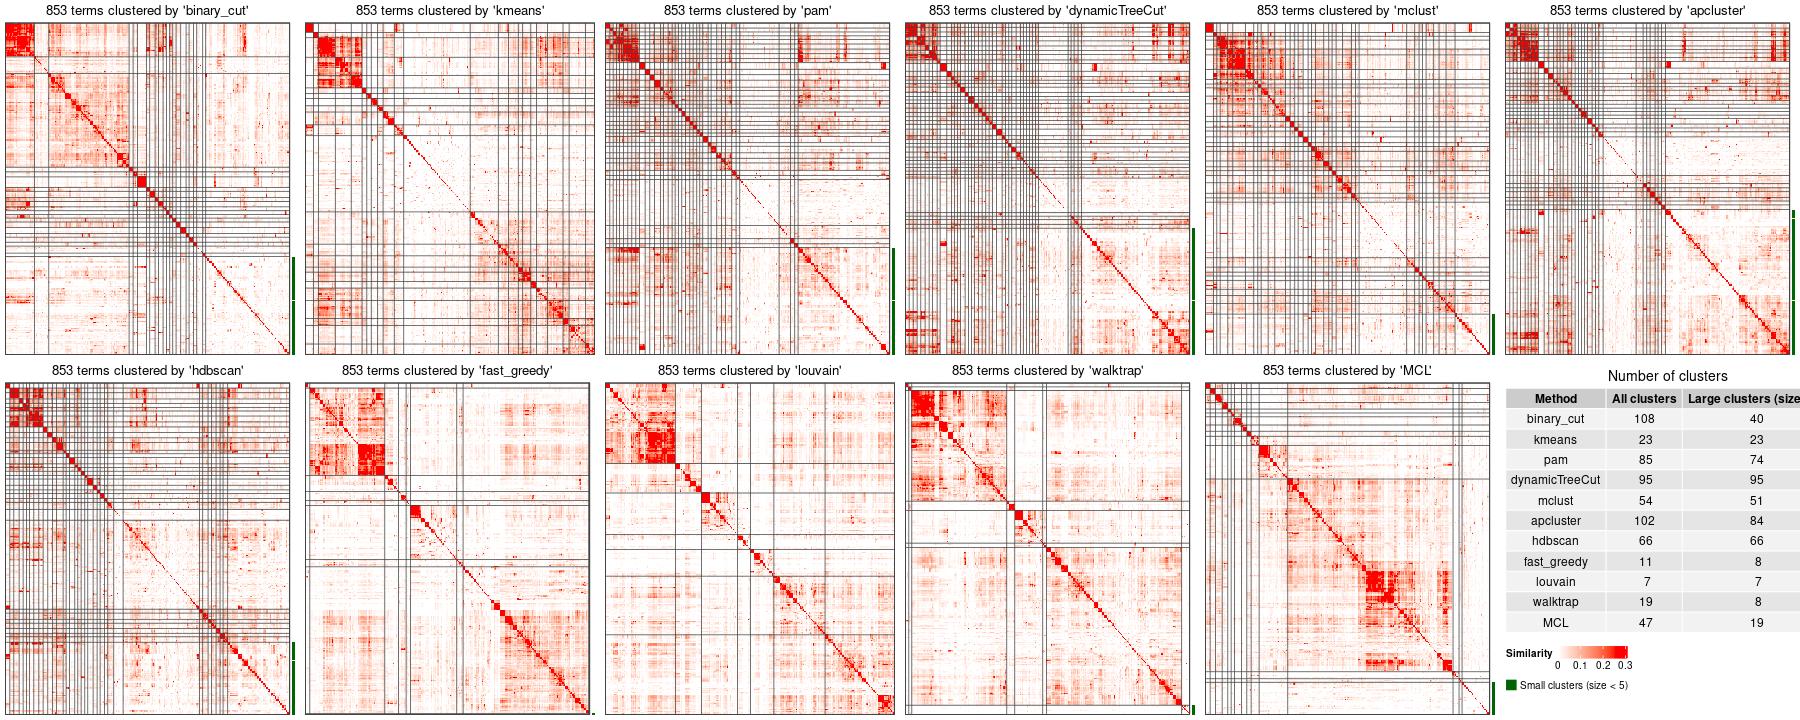 853 terms clustered by 'binary_cut'
853 terms clustered by 'kmeans'
853 terms clustered by 'pam'
853 terms clustered by 'dynamicTreeCut'
853 terms clustered by 'mclust'
853 terms clustered by 'apcluster'
853 terms clustered by 'hdbscan'
853 terms clustered by 'fast_greedy'
853 terms clustered by 'louvain'
853 terms clustered by 'walktrap'
853 terms clustered by 'MCL'
Number of clusters
Method All clusters Large clusters (size
binary_cut 108 40
kmeans 23 23
pam 85 74
dynamicTreeCut 95 95
mclust 54 51
apcluster 102 84
hdbscan 66 66
fast_greedy 11 8
louvain 7 7
walktrap 19 8
MCL 47 19
Similarity
0 0.1 0.2 0.3
Small clusters (size < 5)